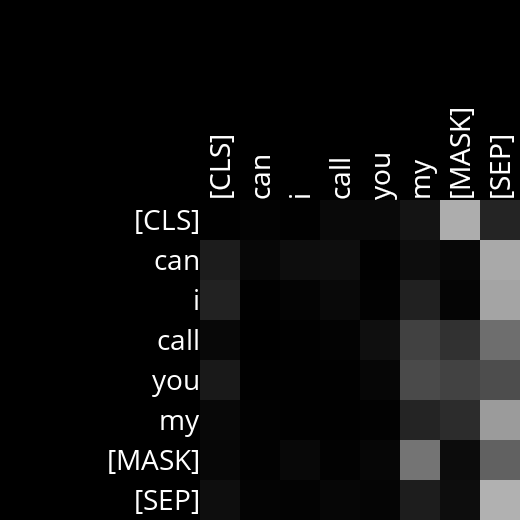 [CLS] can i call you my [MASK] [SEP]
[CLS]
can
i
call
you
my
[MASK]
[SEP]